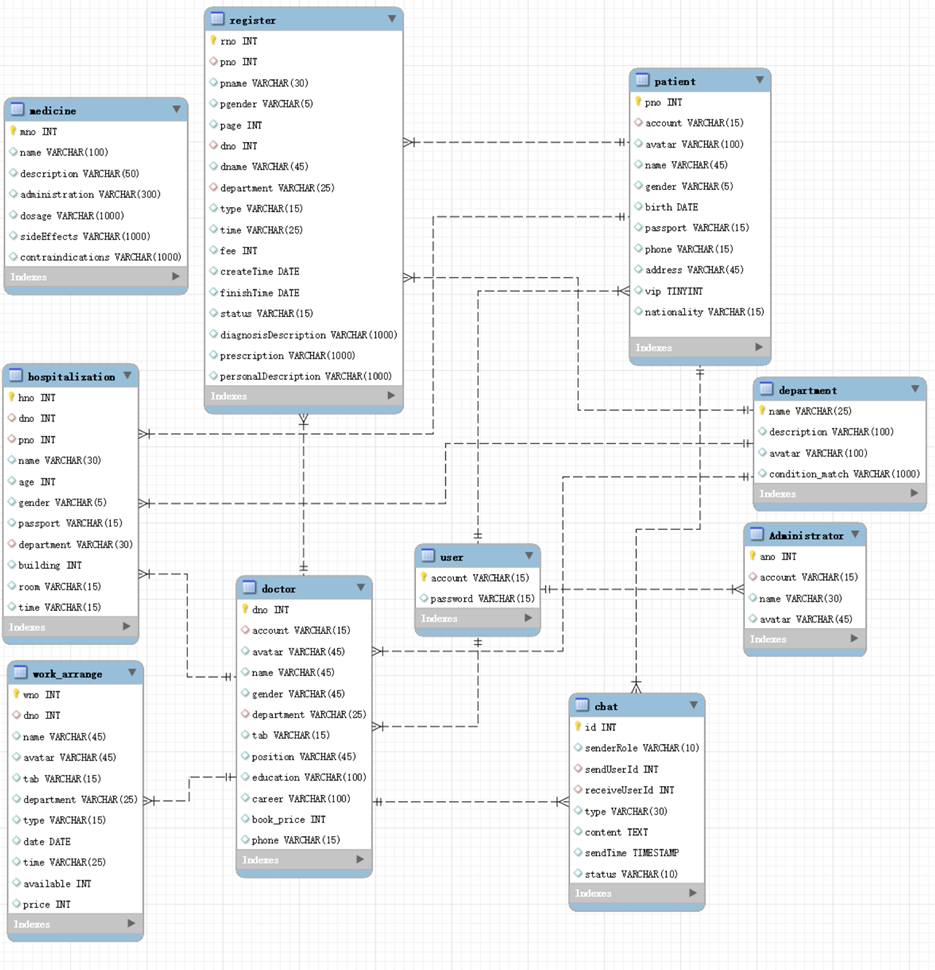 register
rno INT
pno INT
pname VARCHAR(30)
pgender VARCHAR(5)
page INT
dno INT
dname VARCHAR(45)
department VARCHAR(25)
type VARCHAR(15)
time VARCHAR(25)
fee INT
createTime DATE
finishTime DATE
status VARCHAR(15)
diagnosisDescription VARCHAR(1000)
prescription VARCHAR(1000)
personalDescription VARCHAR(1000)
Indexes
patient
pno INT
account VARCHAR(15)
avatar VARCHAR(100)
name VARCHAR(45)
gender VARCHAR(5)
birth DATE
passport VARCHAR(15)
phone VARCHAR(15)
address VARCHAR(45)
vip TINYINT
nationality VARCHAR(15)
Indexes
medicine
mno INT
name VARCHAR(100)
description VARCHAR(50)
administration VARCHAR(300)
dosage VARCHAR(1000)
sideEffects VARCHAR(1000)
contraindications VARCHAR(1000)
Indexes
hospitalization
hno INT
dno INT
pno INT
name VARCHAR(30)
age INT
gender VARCHAR(5)
passport VARCHAR(15)
department VARCHAR(30)
building INT
room VARCHAR(15)
time VARCHAR(15)
Indexes
department
name VARCHAR(25)
description VARCHAR(100)
avatar VARCHAR(100)
condition_match VARCHAR(1000)
Indexes
user
account VARCHAR(15)
password VARCHAR(15)
Indexes
Administrator
ano INT
account VARCHAR(15)
name VARCHAR(30)
avatar VARCHAR(45)
Indexes
doctor
dno INT
account VARCHAR(15)
avatar VARCHAR(45)
name VARCHAR(45)
gender VARCHAR(45)
department VARCHAR(25)
tab VARCHAR(15)
position VARCHAR(45)
education VARCHAR(100)
career VARCHAR(100)
book_price INT
phone VARCHAR(15)
Indexes
work_arrange
wno INT
dno INT
name VARCHAR(45)
avatar VARCHAR(45)
tab VARCHAR(15)
department VARCHAR(25)
type VARCHAR(15)
date DATE
time VARCHAR(25)
available INT
price INT
Indexes
chat
id INT
senderRole VARCHAR(10)
sendUserId INT
receiveUserId INT
type VARCHAR(30)
content TEXT
sendTime TIMESTAMP
status VARCHAR(10)
Indexes